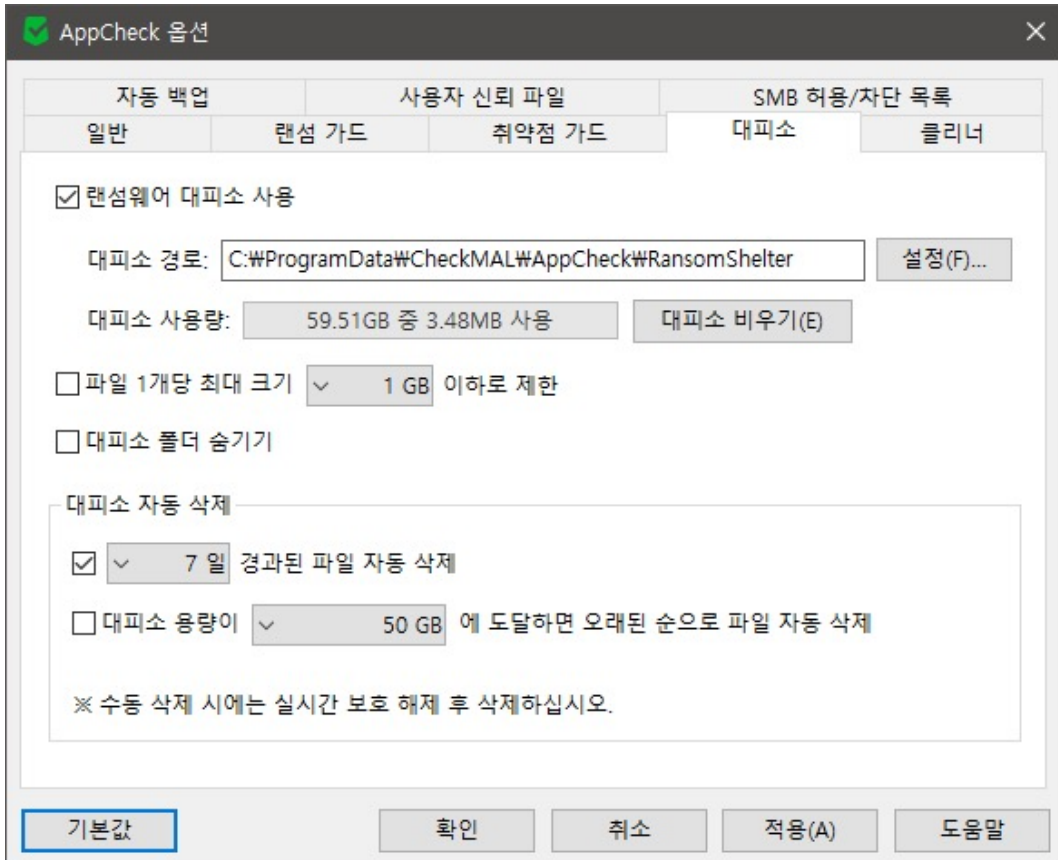 AppCheck 옵션
자동 백업 사용자 신뢰 파일 SMB 허용/차단 목록
일반 랜섬 가드 취약점 가드 대피소 클리너
랜섬웨어 대피소 사용
대피소 경로: C:₩ProgramData₩CheckMAL₩AppCheck₩RansomShelter 설정(F)...
대피소 사용량: 59.51GB 중 3.48MB 사용 대피소 비우기(E)
파일 1개당 최대 크기 1 GB 이하로 제한
대피소 폴더 숨기기
대피소 자동 삭제
7 일 경과된 파일 자동 삭제
대피소 용량이 50 GB 에 도달하면 오래된 순으로 파일 자동 삭제
※ 수동 삭제 시에는 실시간 보호 해제 후 삭제하십시오.
기본값 확인 취소 적용(A) 도움말